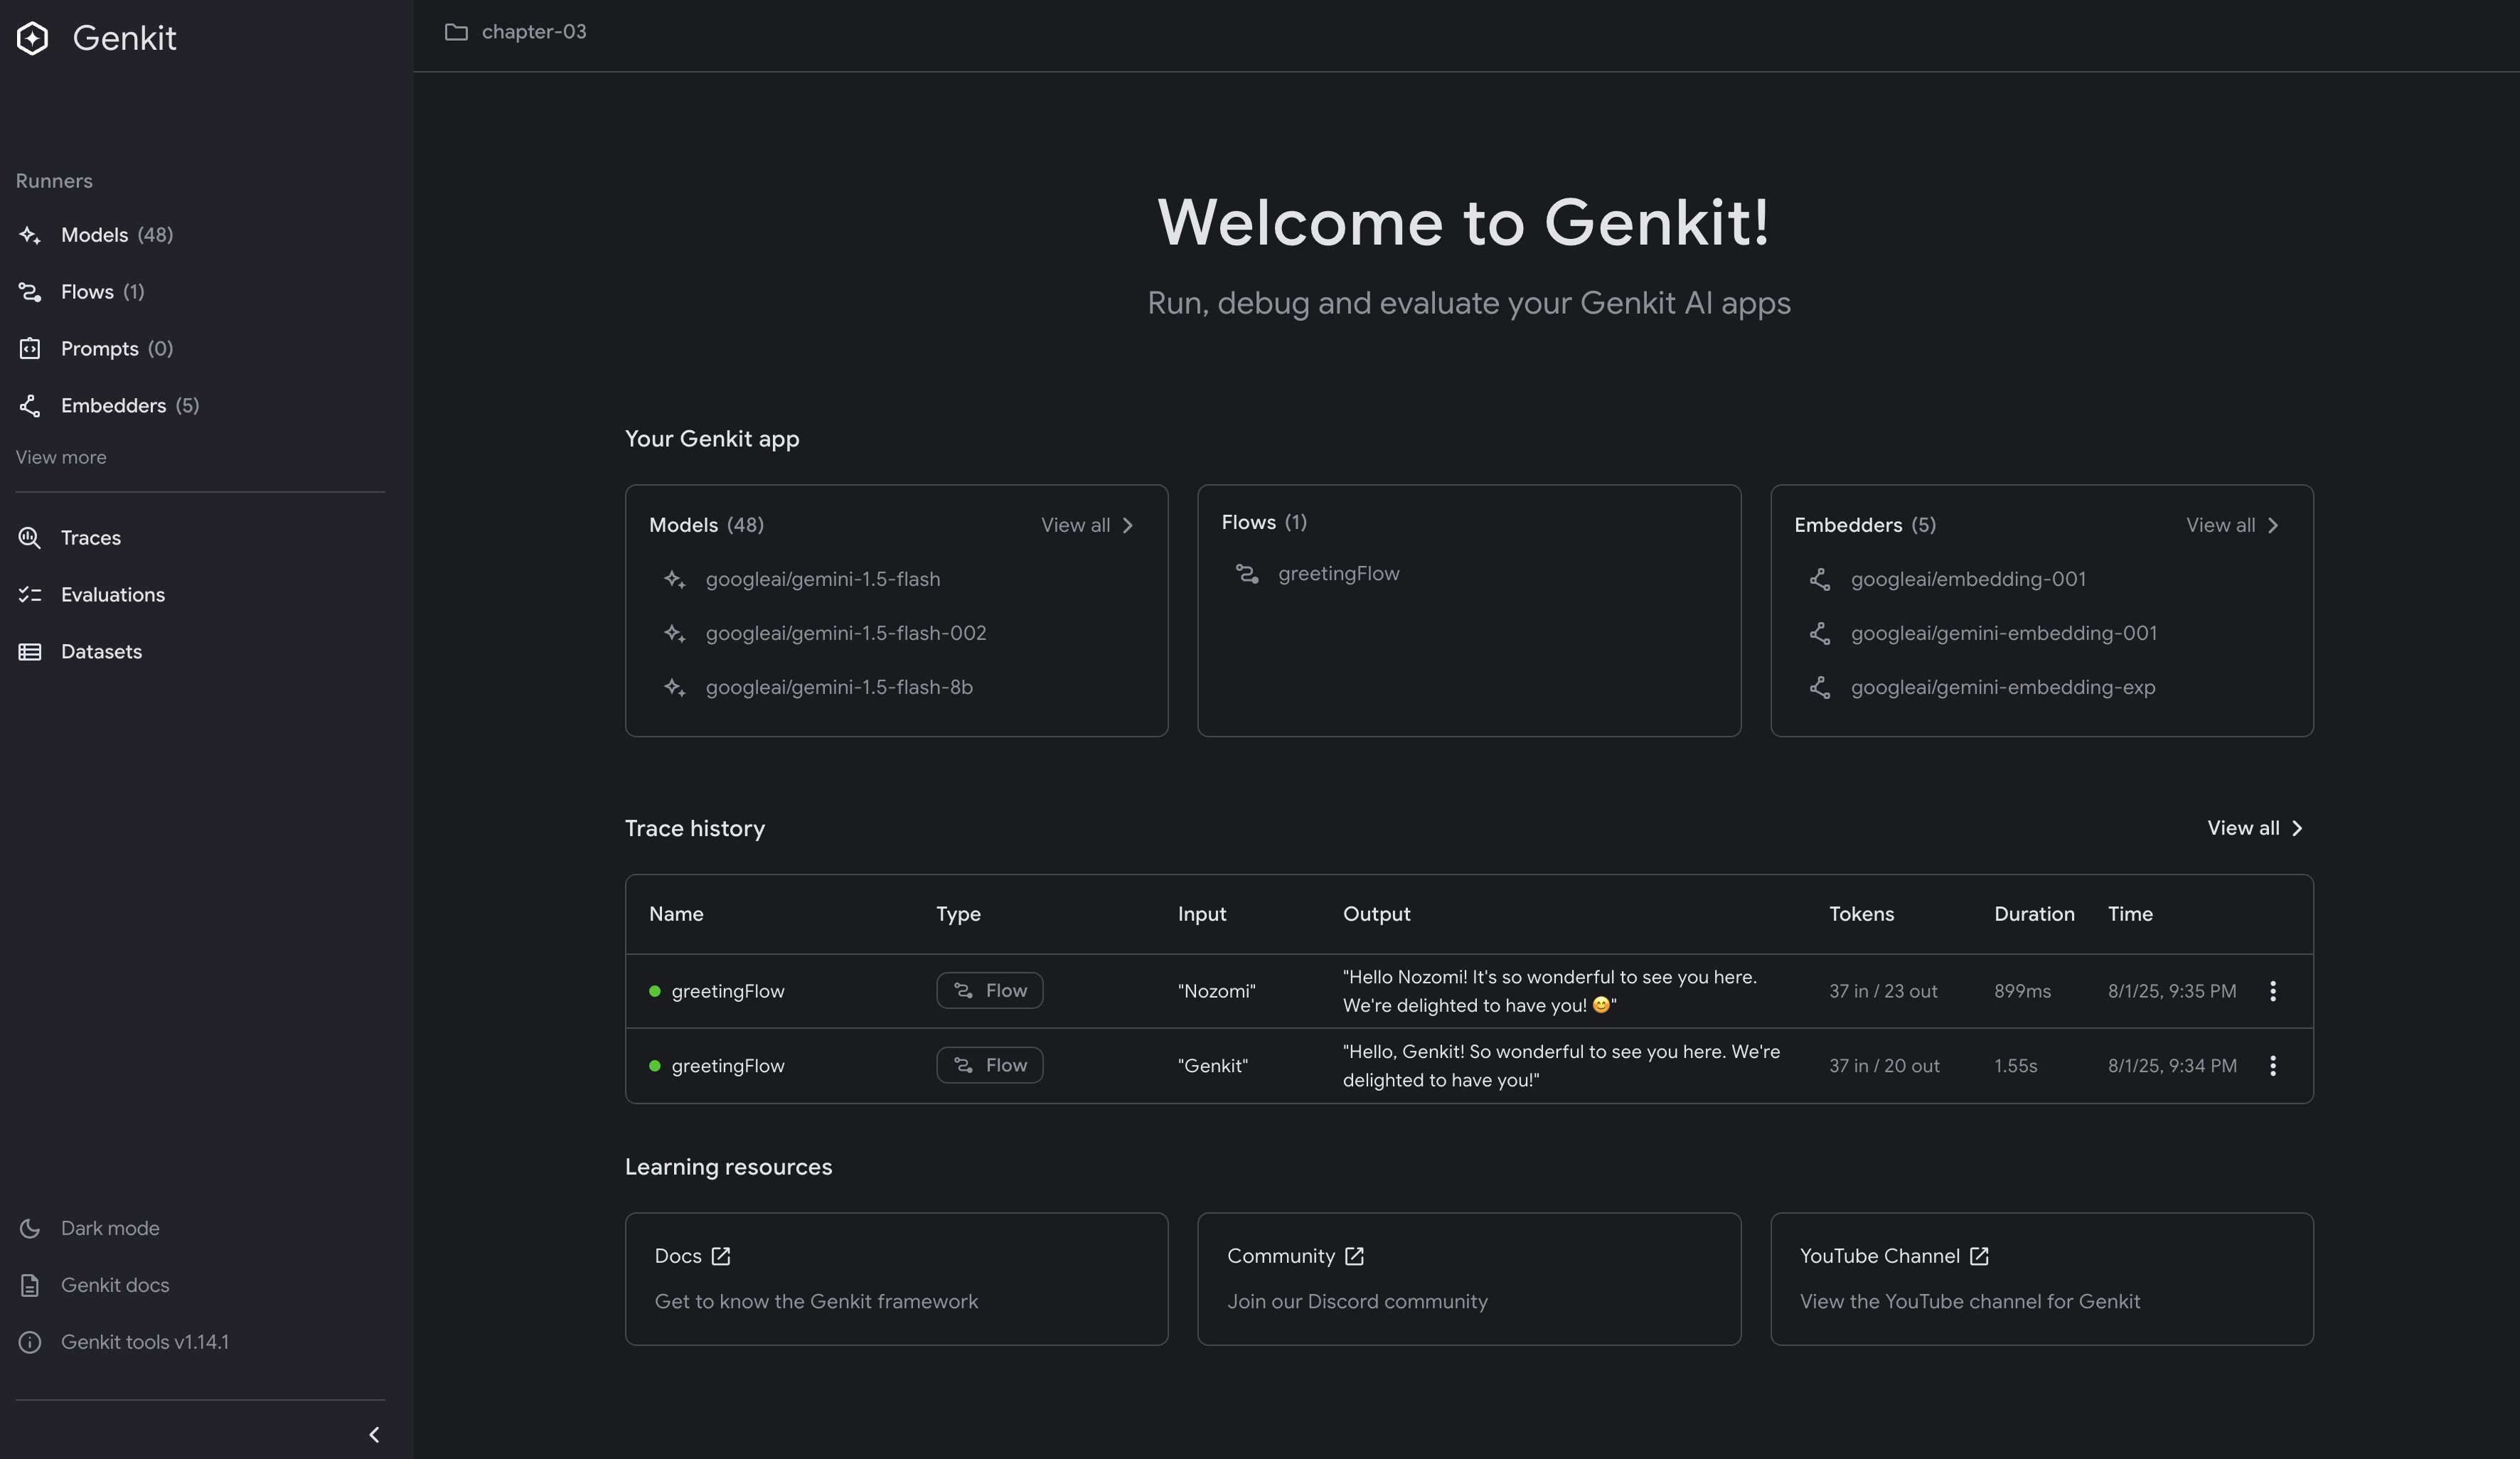 Genkit
chapter-03
Runners
Models (48)
Flows (1)
Prompts (0)
Embedders (5)
View more
Traces
Evaluations
Datasets
Dark mode
Genkit docs
Genkit tools v1.14.1
Welcome to Genkit!
Run, debug and evaluate your Genkit AI apps
Your Genkit app
Models (48) View all
googleai/gemini-1.5-flash
googleai/gemini-1.5-flash-002
googleai/gemini-1.5-flash-8b
Flows (1)
greetingFlow
Embedders (5) View all
googleai/embedding-001
googleai/gemini-embedding-001
googleai/gemini-embedding-exp
Trace history View all
Name Type Input Output Tokens Duration Time
greetingFlow Flow "Nozomi" "Hello Nozomi! It's so wonderful to see you here. 37 in / 23 out 899ms 8/1/25, 9:35 PM
We're delighted to have you! 😊"
greetingFlow Flow "Genkit" "Hello, Genkit! So wonderful to see you here. We're 37 in / 20 out 1.55s 8/1/25, 9:34 PM
delighted to have you!"
Learning resources
Docs
Get to know the Genkit framework
Community
Join our Discord community
YouTube Channel
View the YouTube channel for Genkit